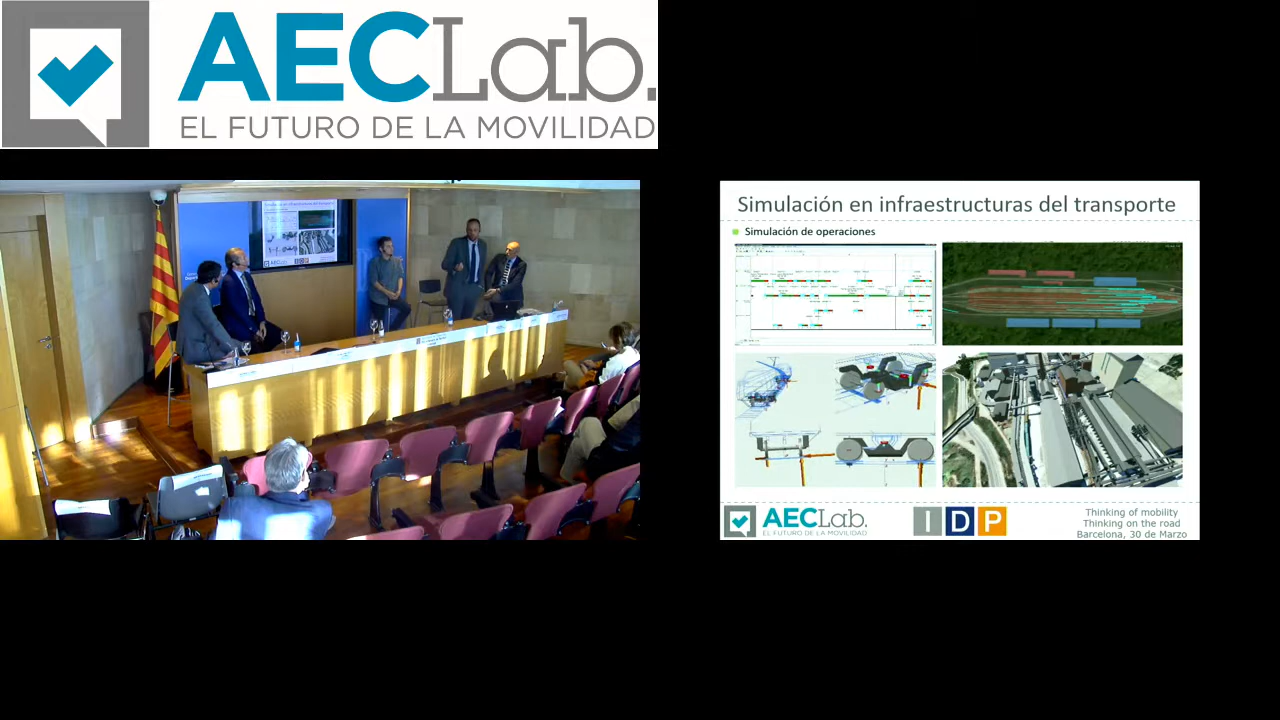 AECLab.
EL FUTURO DE LA MOVILIDAD
Simulación en infraestructuras del transporte
Simulación de operaciones
AECLab.
EL FUTURO DE LA MOVILIDAD
IDP
Thinking of mobility
Thinking on the road
Barcelona, 30 de Marzo